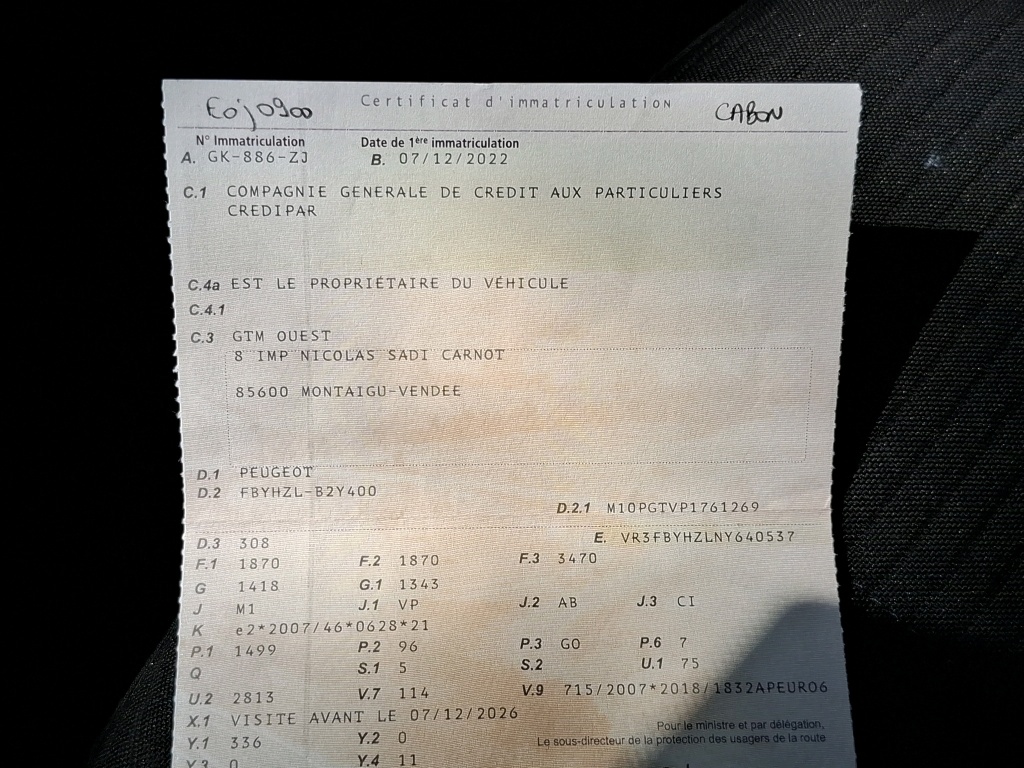 Certificat d'immatriculation
CABON
N° Immatriculation Date de 1ère immatriculation
A. GK-886-ZJ B. 07/12/2022
C.1 COMPAGNIE GENERALE DE CREDIT AUX PARTICULIERS
CREDIPAR
C.4a EST LE PROPRIÉTAIRE DU VÉHICULE
C.4.1
C.3 GTM OUEST
8 IMP NICOLAS SADI CARNOT
85600 MONTAIGU-VENDEE
D.1 PEUGEOT
D.2 FBYHZL-B2Y400
D.2.1 M10PGTVP1761269
D.3 308 E. VR3FBYHZLNY640537
F.1 1870 F.2 1870 F.3 3470
G 1418 G.1 1343
J M1 J.1 VP J.2 AB J.3 CI
K e2*2007/46*0628*21
P.1 1499 P.2 96 P.3 GO P.6 7
Q S.1 5 S.2 U.1 75
U.2 2813 V.7 114 V.9 715/2007*2018/1832APEURO6
X.1 VISITE AVANT LE 07/12/2026
Pour le ministre et par délégation,
Y.1 336 Y.2 0 Le sous-directeur de la protection des usagers de la route
Y.3 0 Y.4 11